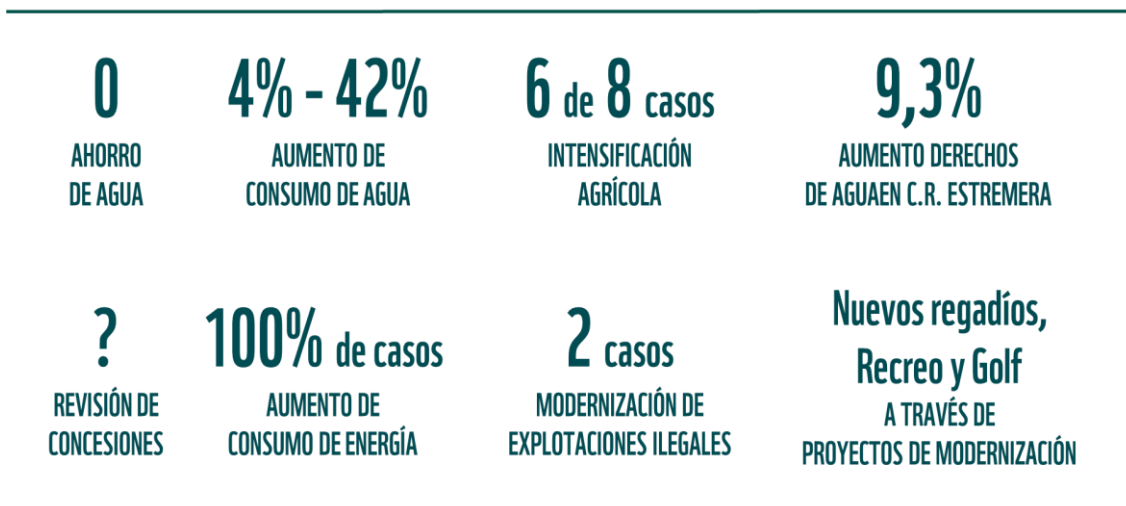 0
AHORRO
DE AGUA
4% - 42%
AUMENTO DE
CONSUMO DE AGUA
6 de 8 casos
INTENSIFICACIÓN
AGRÍCOLA
9,3%
AUMENTO DERECHOS
DE AGUAEN C.R. ESTREMERA
?
REVISIÓN DE
CONCESIONES
100% de casos
AUMENTO DE
CONSUMO DE ENERGÍA
2 casos
MODERNIZACIÓN DE
EXPLOTACIONES ILEGALES
Nuevos regadíos,
Recreo y Golf
A TRAVÉS DE
PROYECTOS DE MODERNIZACIÓN